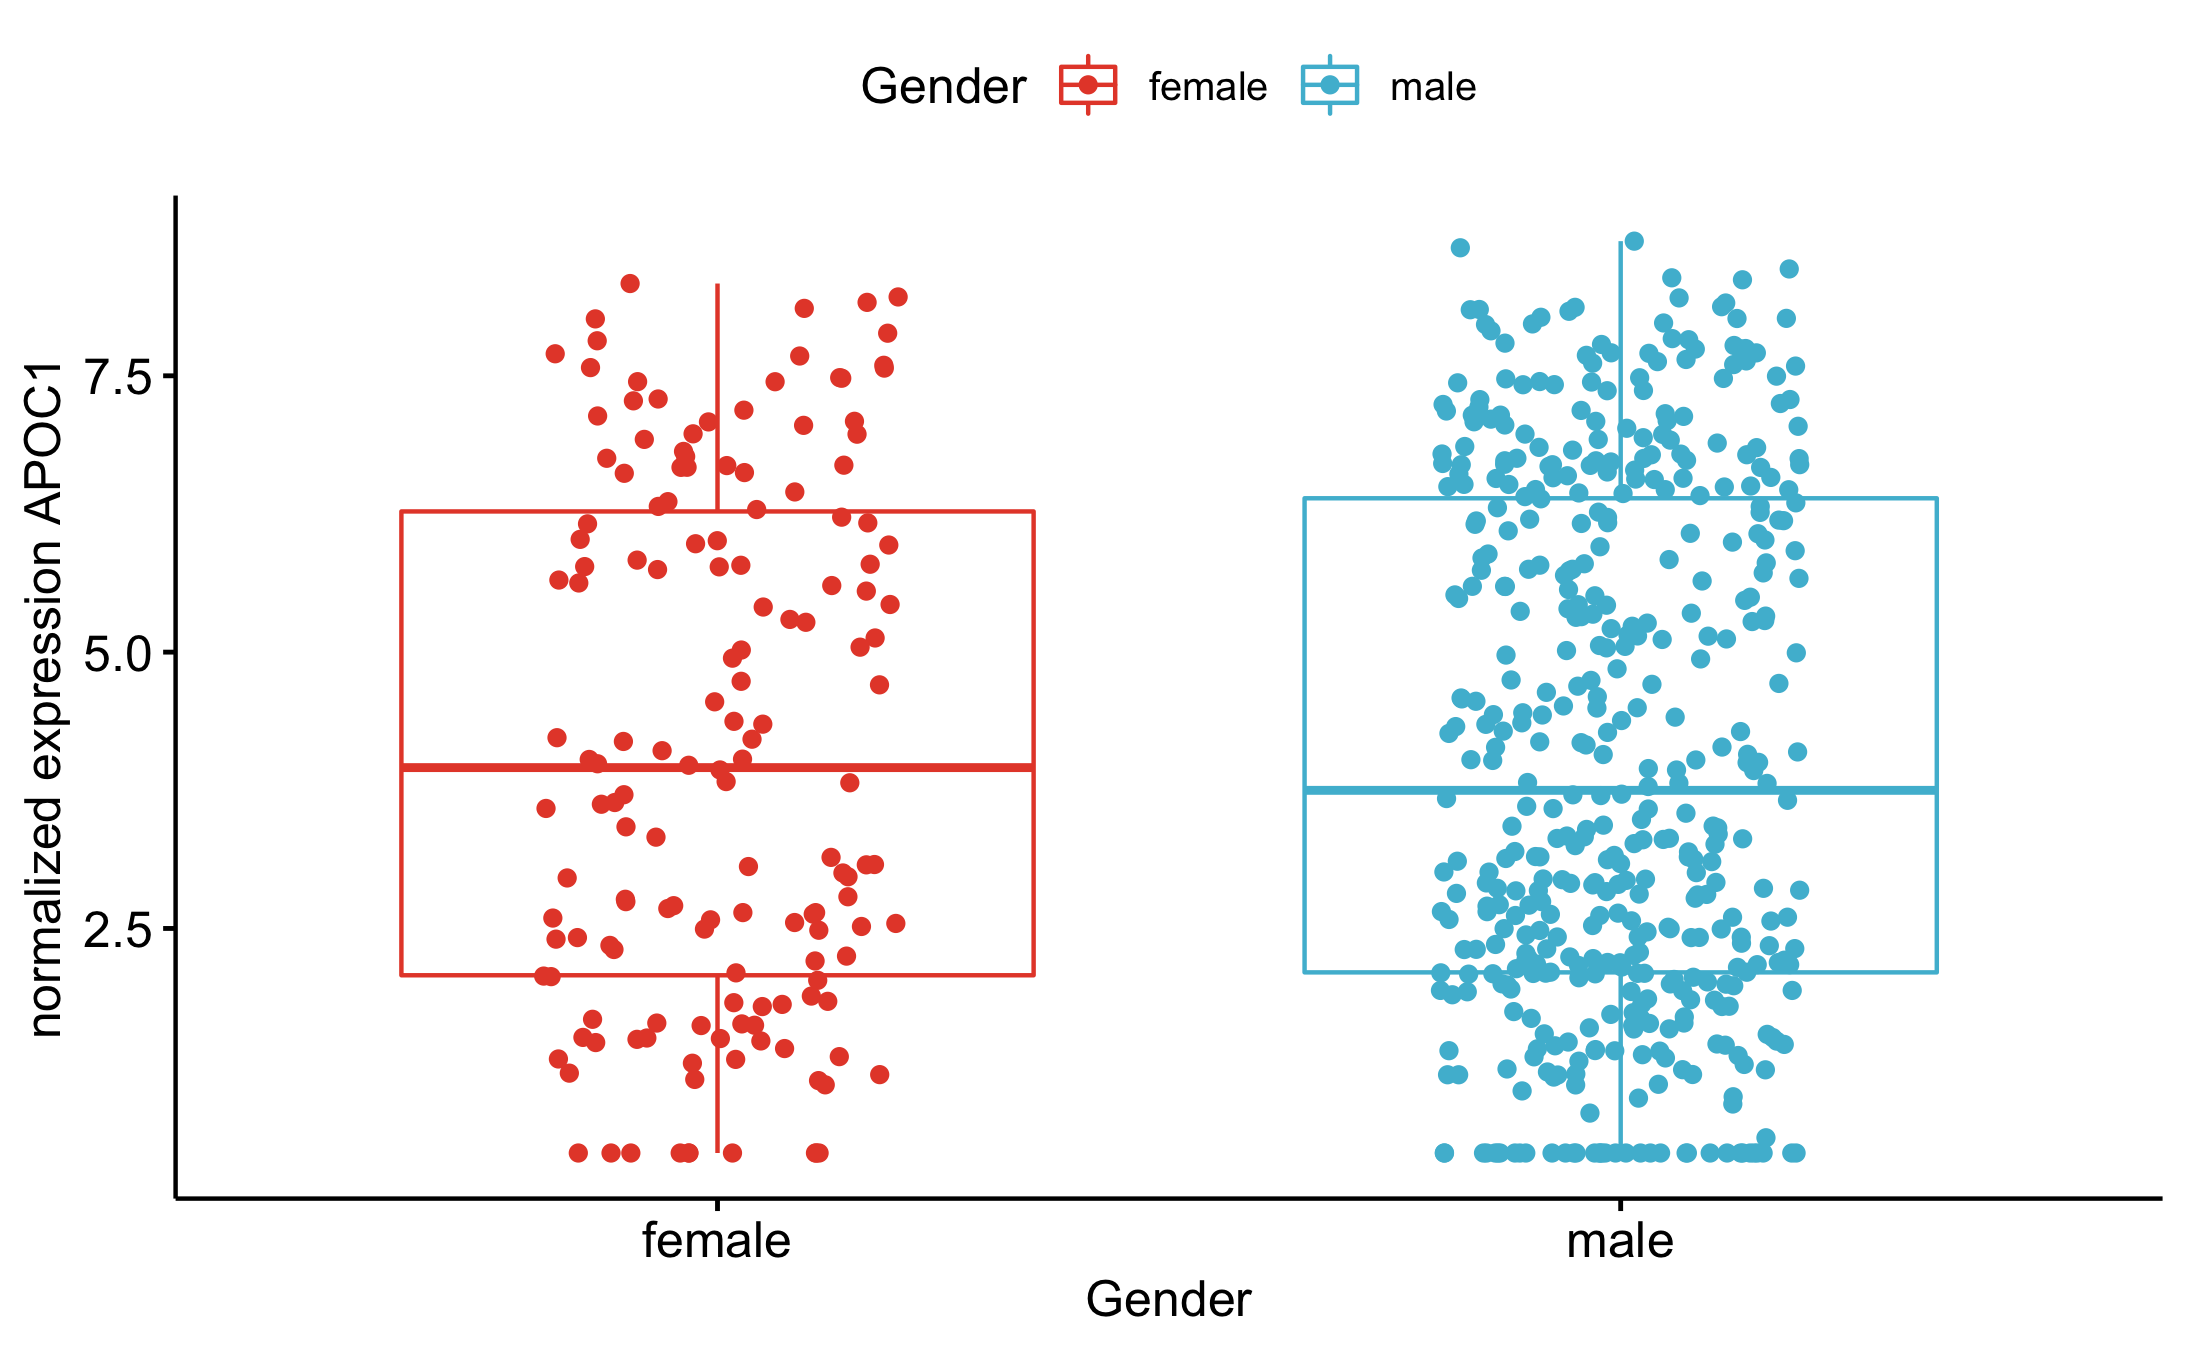 Gender female male
normalized expression APOC1
7.5
5.0
2.5
female male
Gender